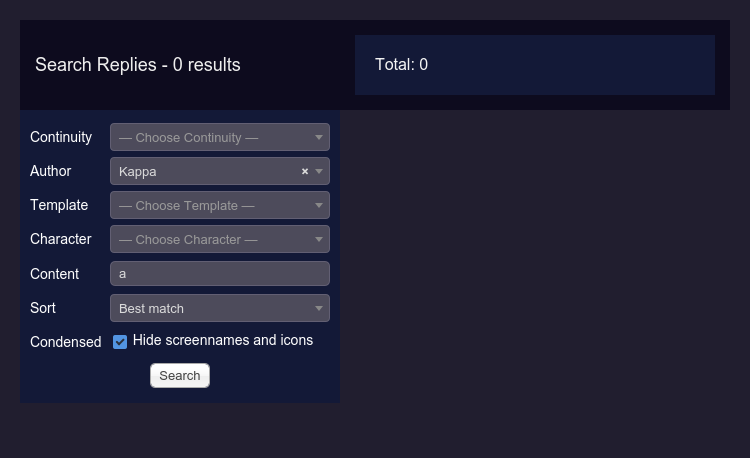 Search Replies - 0 results
Total: 0
Continuity — Choose Continuity —
Author Kappa ×
Template — Choose Template —
Character — Choose Character —
Content a
Sort Best match
Condensed Hide screennames and icons
Search